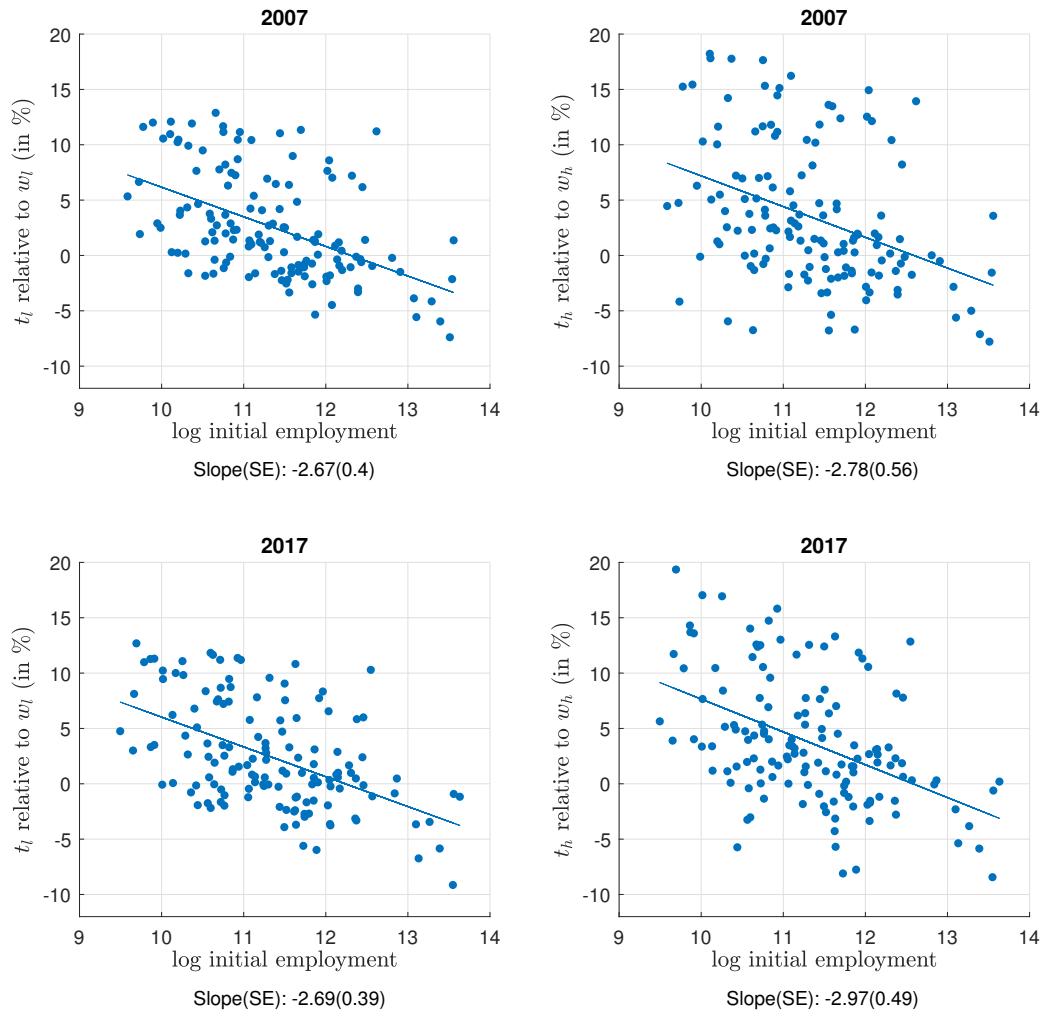 2007
20
15
10
5
0
-5
-10
t_l relative to w_l (in %)
9 10 11 12 13 14
log initial employment
Slope(SE): -2.67(0.4)
2007
20
15
10
5
0
-5
-10
t_h relative to w_h (in %)
9 10 11 12 13 14
log initial employment
Slope(SE): -2.78(0.56)
2017
20
15
10
5
0
-5
-10
t_l relative to w_l (in %)
9 10 11 12 13 14
log initial employment
Slope(SE): -2.69(0.39)
2017
20
15
10
5
0
-5
-10
t_h relative to w_h (in %)
9 10 11 12 13 14
log initial employment
Slope(SE): -2.97(0.49)